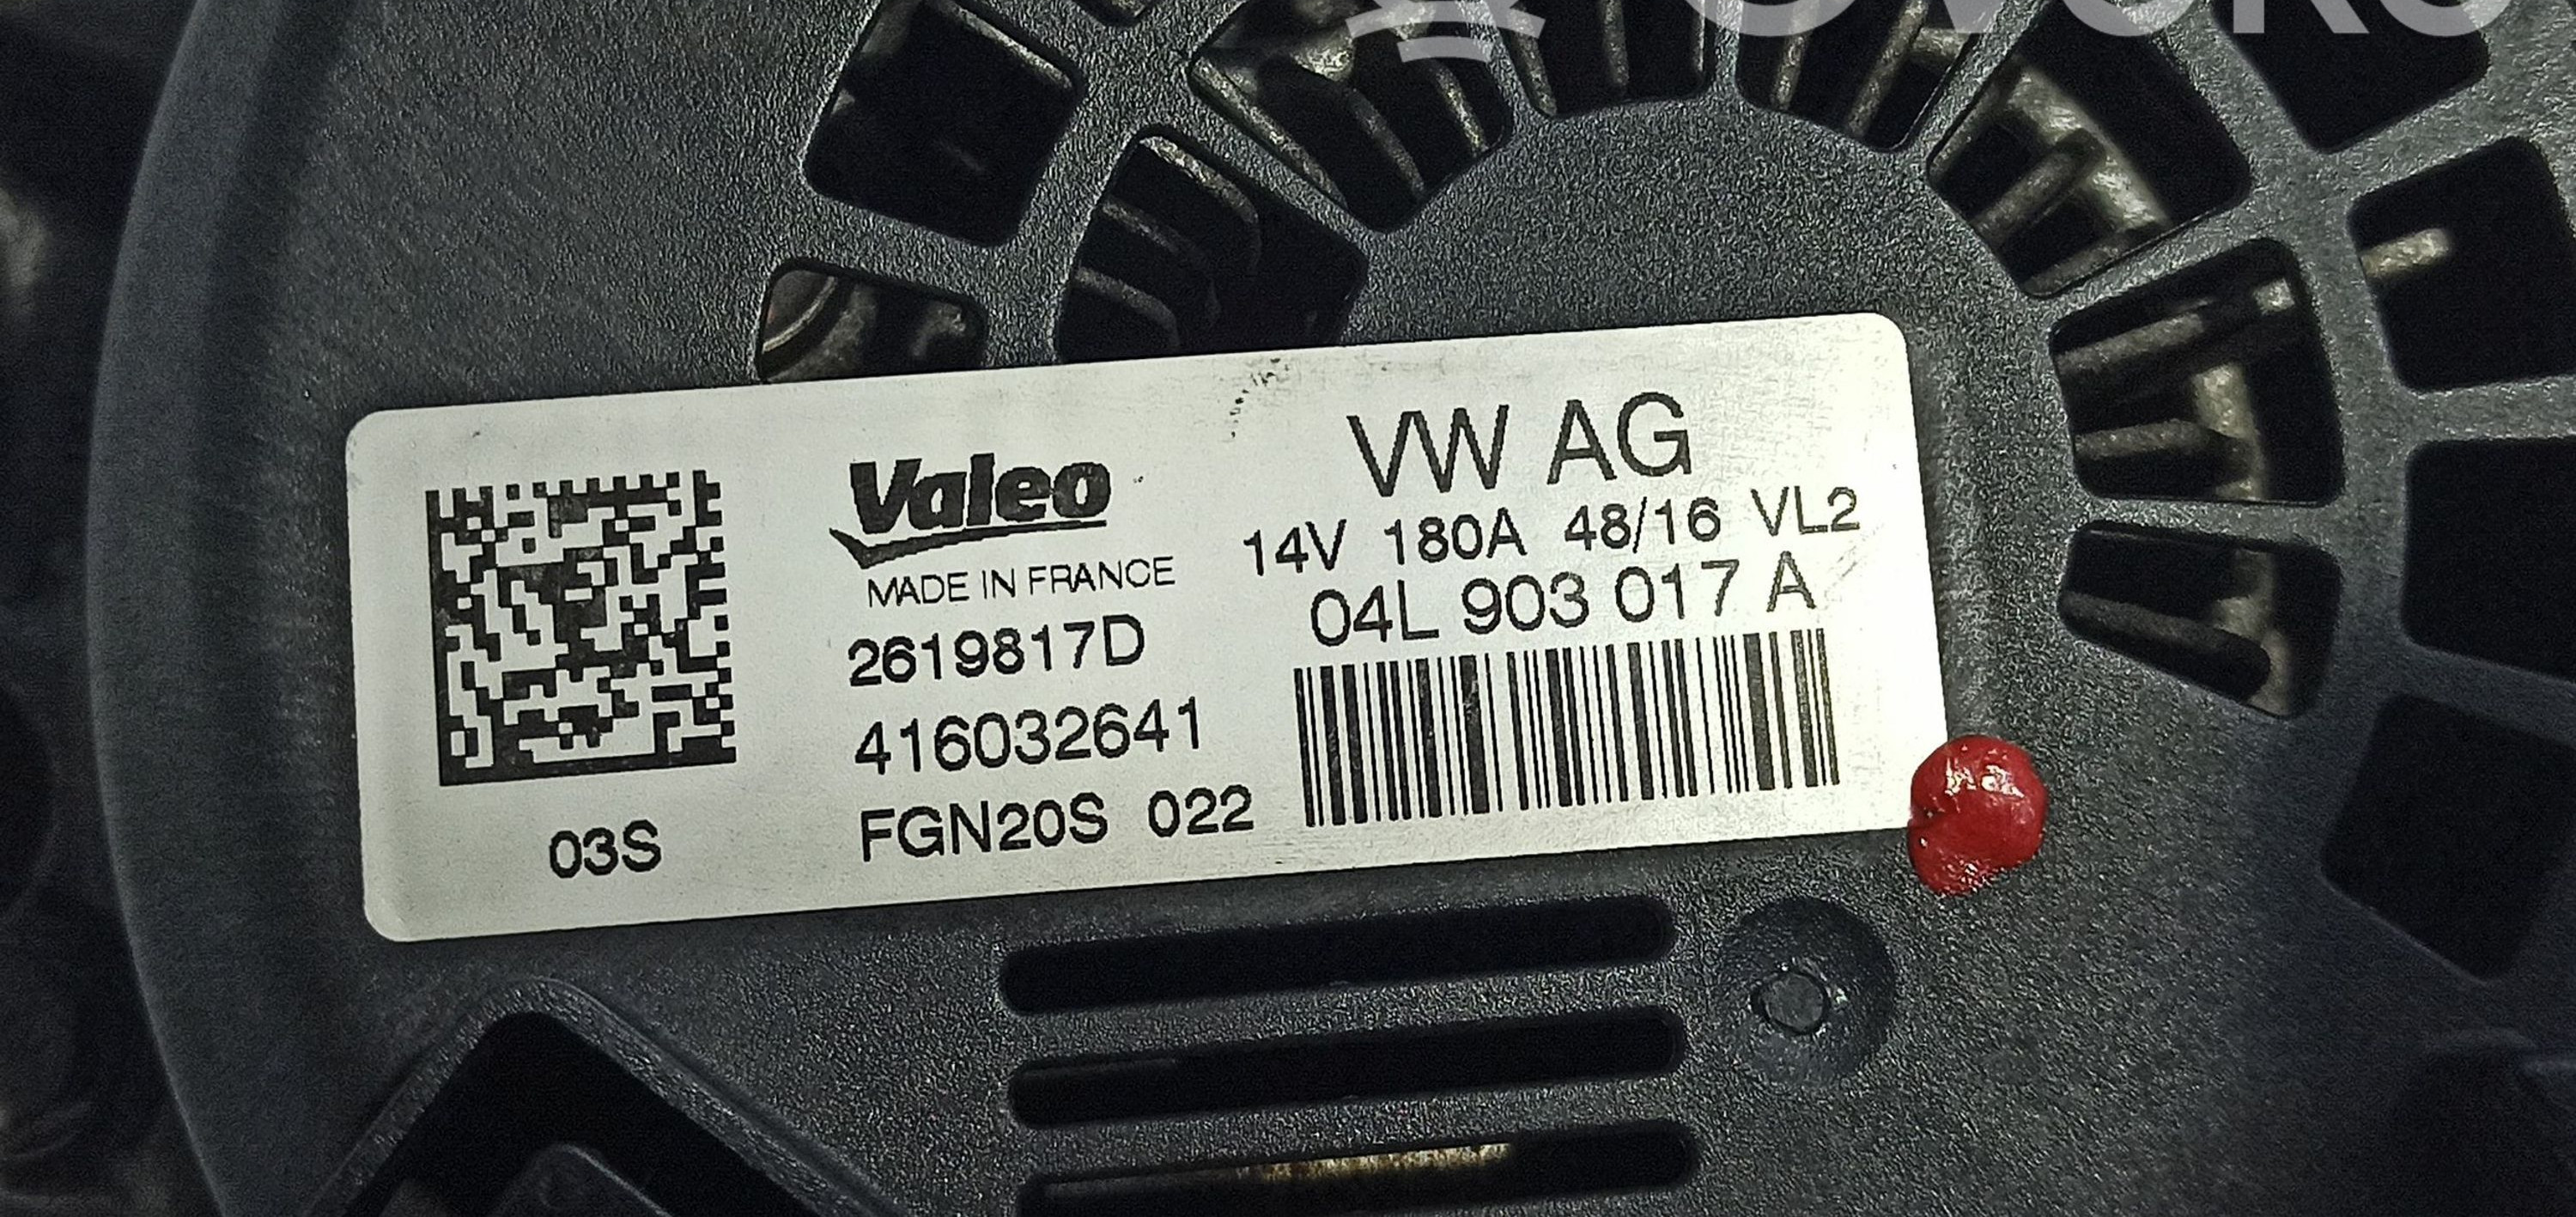 Valeo
MADE IN FRANCE
2619817D
416032641
FGN20S 022
03S
VW AG
14V 180A 48/16 VL2
04L 903 017 A